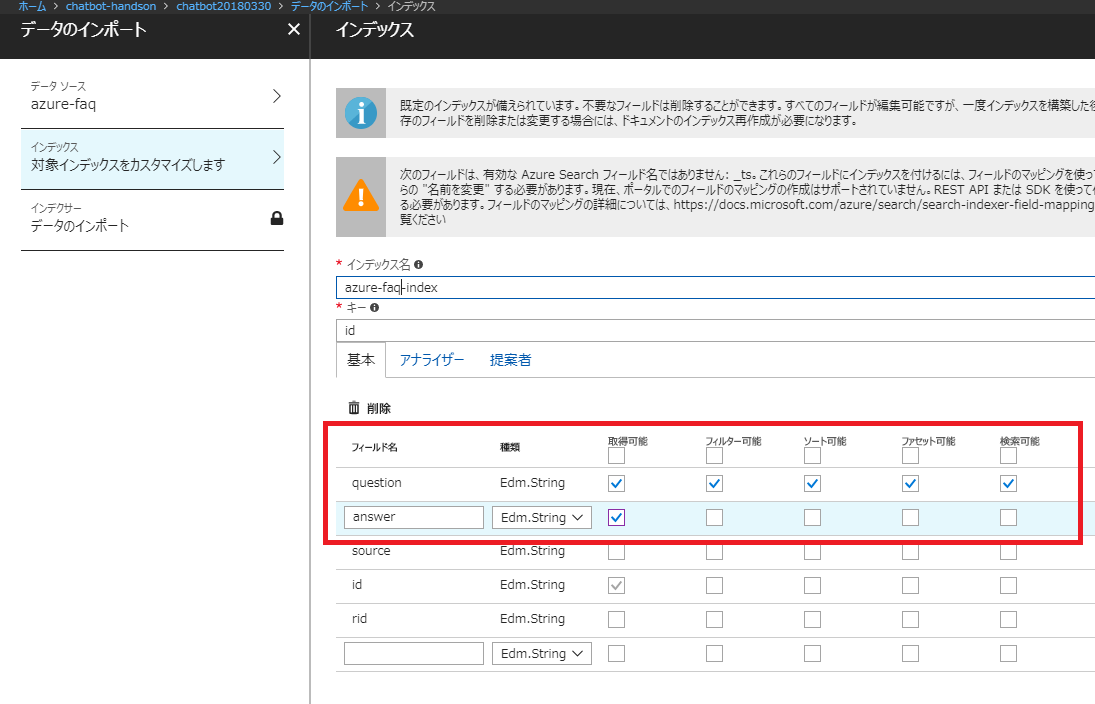 ホーム > chatbot-handson > chatbot20180330 > データのインポート > インデックス
データのインポート
インデックス
データ ソース
azure-faq
インデックス
対象インデックスをカスタマイズします
インデクサー
データのインポート
既定のインデックスが備えられています。不要なフィールドは削除することができます。すべてのフィールドが編集可能ですが、一度インデックスを構築した後
存のフィールドを削除または変更する場合には、ドキュメントのインデックス再作成が必要になります。
次のフィールドは、有効な Azure Search フィールド名ではありません: _ts。これらのフィールドにインデックスを付けるには、フィールドのマッピングを使っ
らの "名前を変更" する必要があります。現在、ポータルでのフィールドのマッピングの作成はサポートされていません。REST API または SDK を使って
る必要があります。フィールドのマッピングの詳細については、https://docs.microsoft.com/azure/search/search-indexer-field-mapping
覧ください
* インデックス名
azure-faq-index
* キー
id
基本 アナライザー 提案者
削除
フィールド名 種類 取得可能 フィルター可能 ソート可能 ファセット可能 検索可能
question Edm.String
answer Edm.String
source Edm.String
id Edm.String
rid Edm.String
Edm.String